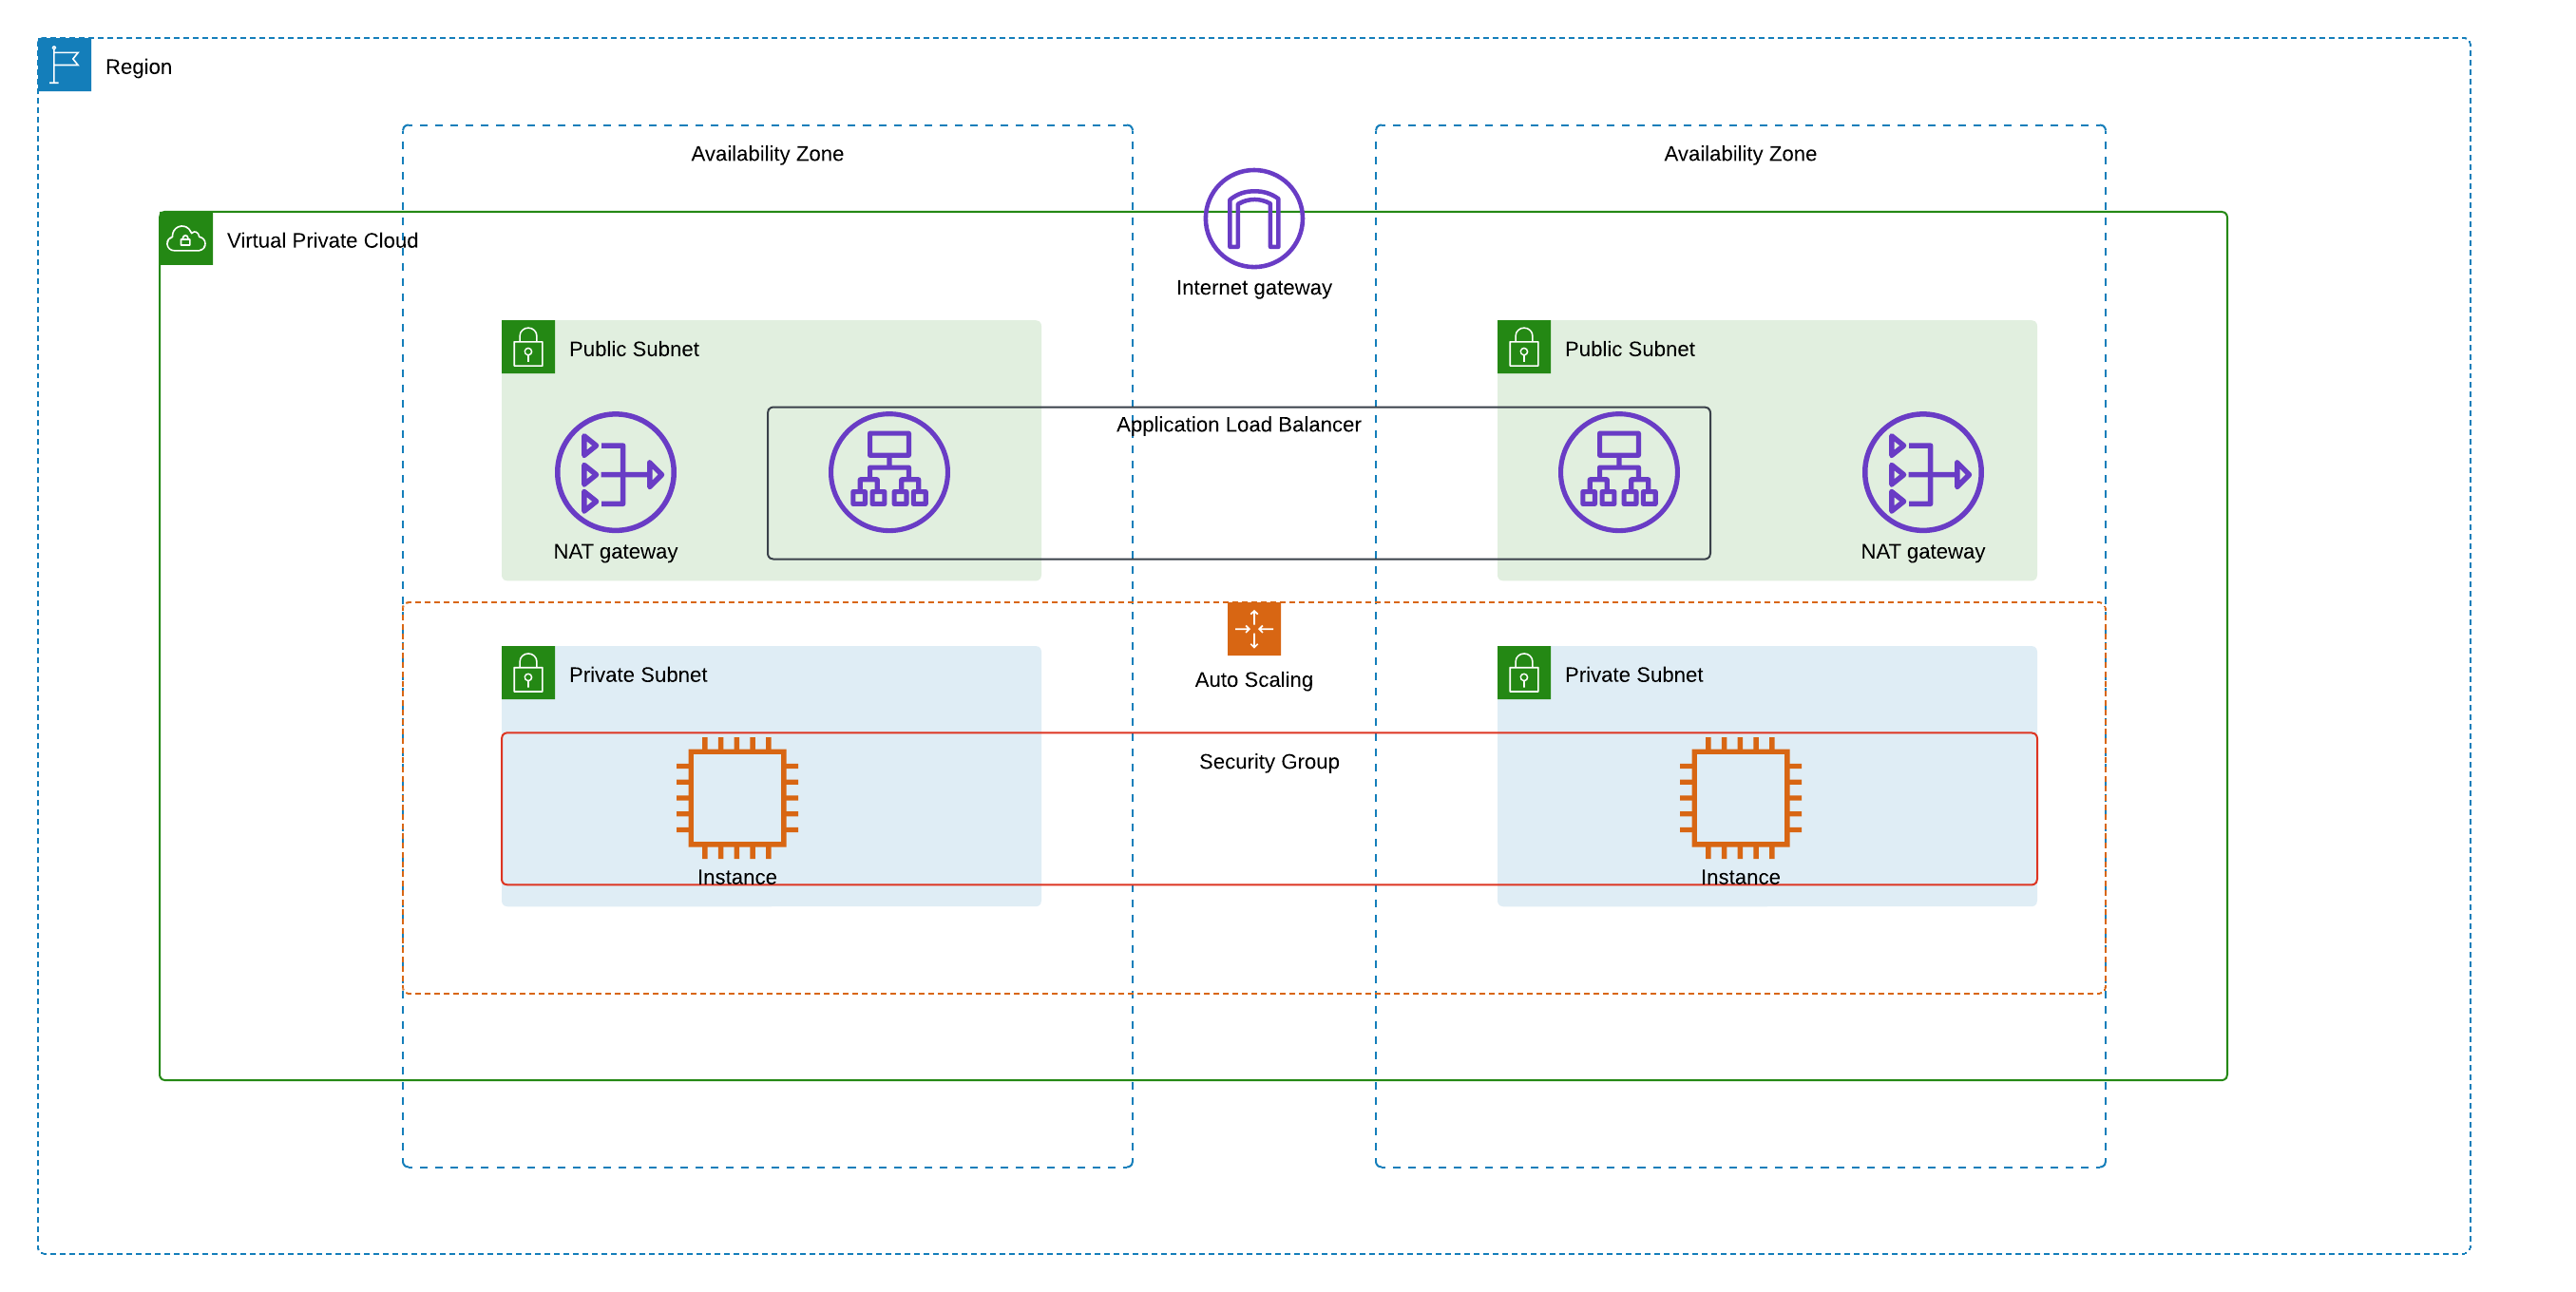 Region
Availability Zone
Availability Zone
Virtual Private Cloud
Internet gateway
Public Subnet
Public Subnet
Application Load Balancer
NAT gateway
NAT gateway
Private Subnet
Auto Scaling
Private Subnet
Security Group
Instance
Instance